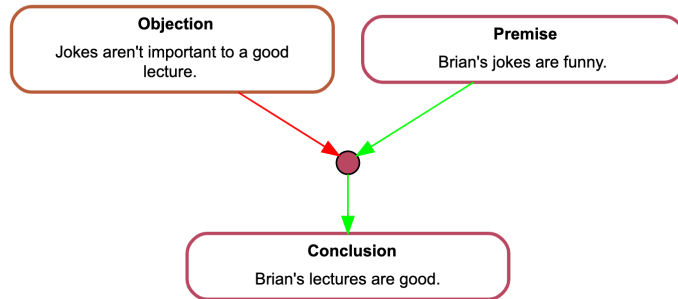 Objection
Jokes aren't important to a good
lecture.
Premise
Brian's jokes are funny.
Conclusion
Brian's lectures are good.